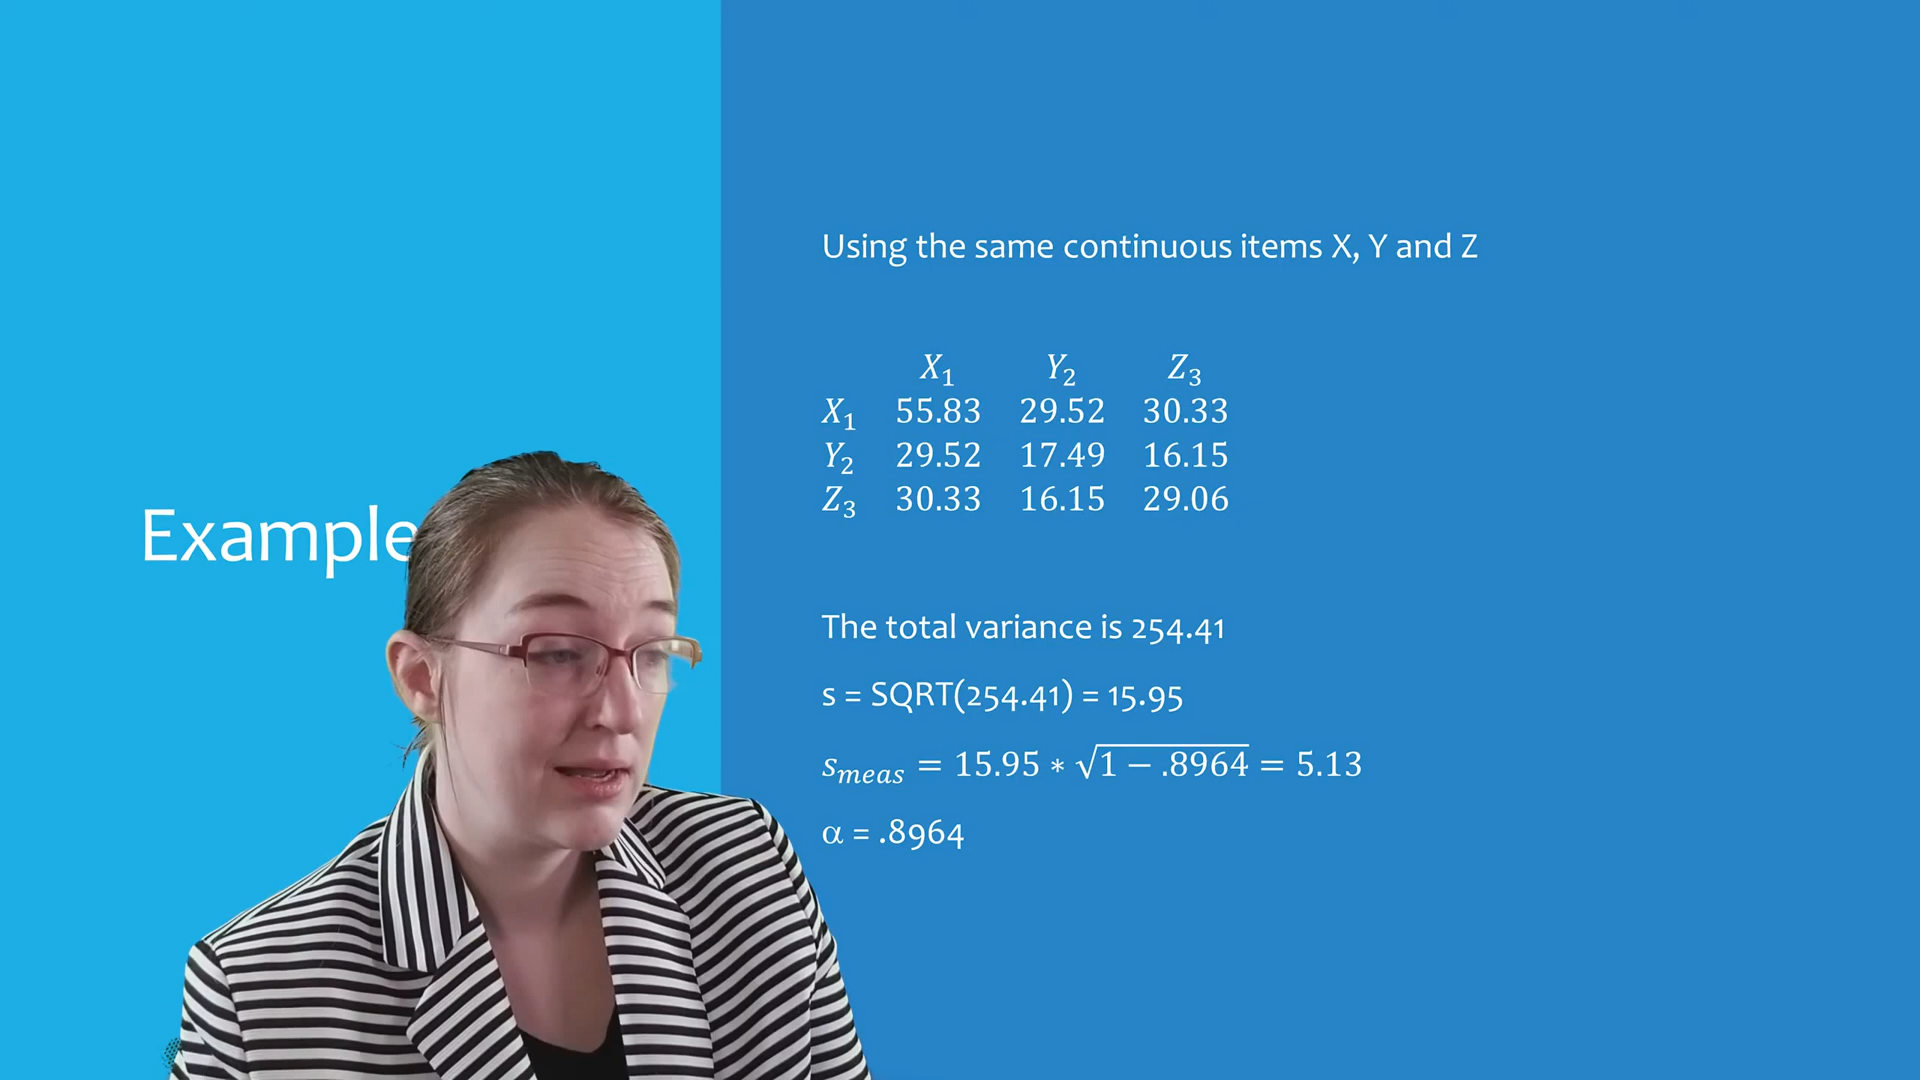 Example
Using the same continuous items X, Y and Z
X₁ Y₂ Z₃
X₁ 55.83 29.52 30.33
Y₂ 29.52 17.49 16.15
Z₃ 30.33 16.15 29.06
The total variance is 254.41
s = SQRT(254.41) = 15.95
sₘₑₐₛ = 15.95 ∗ √1 − .8964 = 5.13
α = .8964